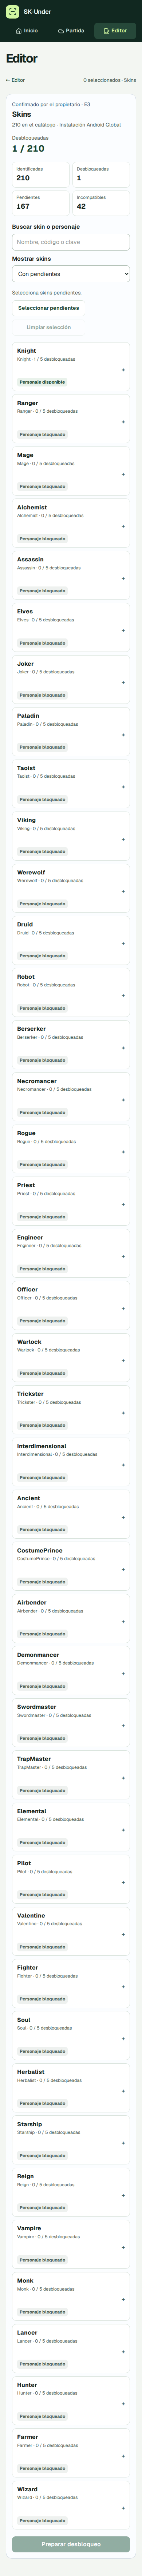 SK-Under
Inicio
Partida
Editor
Editor
← Editor
0 seleccionados · Skins
Confirmado por el propietario · E3
Skins
210 en el catálogo · Instalación Android Global
Desbloqueadas
1 / 210
Identificadas
210
Desbloqueadas
1
Pendientes
167
Incompatibles
42
Buscar skin o personaje
Nombre, código o clave
Mostrar skins
Con pendientes
Selecciona skins pendientes.
Seleccionar pendientes
Limpiar selección
Knight
Knight · 1 / 5 desbloqueadas
+
Personaje disponible
Ranger
Ranger · 0 / 5 desbloqueadas
+
Personaje bloqueado
Mage
Mage · 0 / 5 desbloqueadas
+
Personaje bloqueado
Alchemist
Alchemist · 0 / 5 desbloqueadas
+
Personaje bloqueado
Assassin
Assassin · 0 / 5 desbloqueadas
+
Personaje bloqueado
Elves
Elves · 0 / 5 desbloqueadas
+
Personaje bloqueado
Joker
Joker · 0 / 5 desbloqueadas
+
Personaje bloqueado
Paladin
Paladin · 0 / 5 desbloqueadas
+
Personaje bloqueado
Taoist
Taoist · 0 / 5 desbloqueadas
+
Personaje bloqueado
Viking
Viking · 0 / 5 desbloqueadas
+
Personaje bloqueado
Werewolf
Werewolf · 0 / 5 desbloqueadas
+
Personaje bloqueado
Druid
Druid · 0 / 5 desbloqueadas
+
Personaje bloqueado
Robot
Robot · 0 / 5 desbloqueadas
+
Personaje bloqueado
Berserker
Berserker · 0 / 5 desbloqueadas
+
Personaje bloqueado
Necromancer
Necromancer · 0 / 5 desbloqueadas
+
Personaje bloqueado
Rogue
Rogue · 0 / 5 desbloqueadas
+
Personaje bloqueado
Priest
Priest · 0 / 5 desbloqueadas
+
Personaje bloqueado
Engineer
Engineer · 0 / 5 desbloqueadas
+
Personaje bloqueado
Officer
Officer · 0 / 5 desbloqueadas
+
Personaje bloqueado
Warlock
Warlock · 0 / 5 desbloqueadas
+
Personaje bloqueado
Trickster
Trickster · 0 / 5 desbloqueadas
+
Personaje bloqueado
Interdimensional
Interdimensional · 0 / 5 desbloqueadas
+
Personaje bloqueado
Ancient
Ancient · 0 / 5 desbloqueadas
+
Personaje bloqueado
CostumePrince
CostumePrince · 0 / 5 desbloqueadas
+
Personaje bloqueado
Airbender
Airbender · 0 / 5 desbloqueadas
+
Personaje bloqueado
Demonmancer
Demonmancer · 0 / 5 desbloqueadas
+
Personaje bloqueado
Swordmaster
Swordmaster · 0 / 5 desbloqueadas
+
Personaje bloqueado
TrapMaster
TrapMaster · 0 / 5 desbloqueadas
+
Personaje bloqueado
Elemental
Elemental · 0 / 5 desbloqueadas
+
Personaje bloqueado
Pilot
Pilot · 0 / 5 desbloqueadas
+
Personaje bloqueado
Valentine
Valentine · 0 / 5 desbloqueadas
+
Personaje bloqueado
Fighter
Fighter · 0 / 5 desbloqueadas
+
Personaje bloqueado
Soul
Soul · 0 / 5 desbloqueadas
+
Personaje bloqueado
Herbalist
Herbalist · 0 / 5 desbloqueadas
+
Personaje bloqueado
Starship
Starship · 0 / 5 desbloqueadas
+
Personaje bloqueado
Reign
Reign · 0 / 5 desbloqueadas
+
Personaje bloqueado
Vampire
Vampire · 0 / 5 desbloqueadas
+
Personaje bloqueado
Monk
Monk · 0 / 5 desbloqueadas
+
Personaje bloqueado
Lancer
Lancer · 0 / 5 desbloqueadas
+
Personaje bloqueado
Hunter
Hunter · 0 / 5 desbloqueadas
+
Personaje bloqueado
Farmer
Farmer · 0 / 5 desbloqueadas
+
Personaje bloqueado
Wizard
Wizard · 0 / 5 desbloqueadas
+
Personaje bloqueado
Preparar desbloqueo